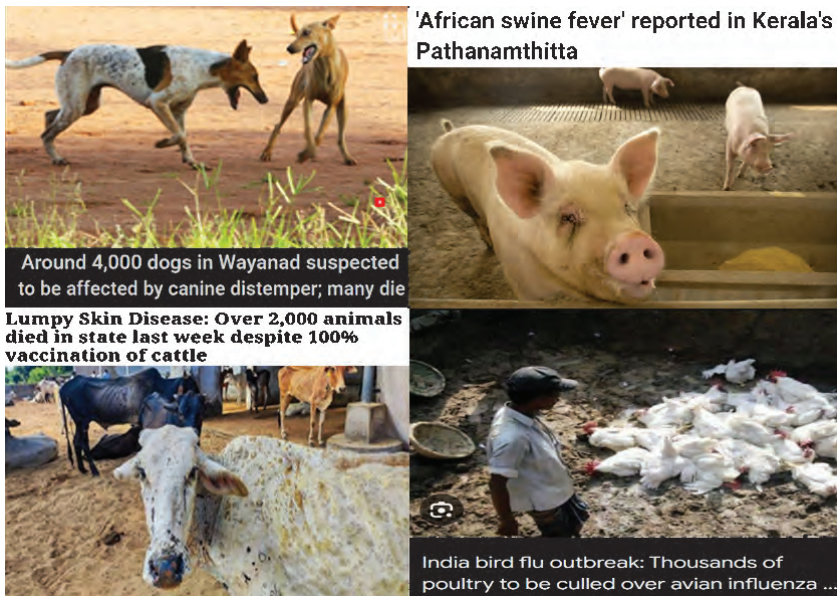 Around 4,000 dogs in Wayanad suspected
to be affected by canine distemper; many die
'African swine fever' reported in Kerala's
Pathanamthitta
Lumpy Skin Disease: Over 2,000 animals
died in state last week despite 100%
vaccination of cattle
India bird flu outbreak: Thousands of
poultry to be culled over avian influenza ...